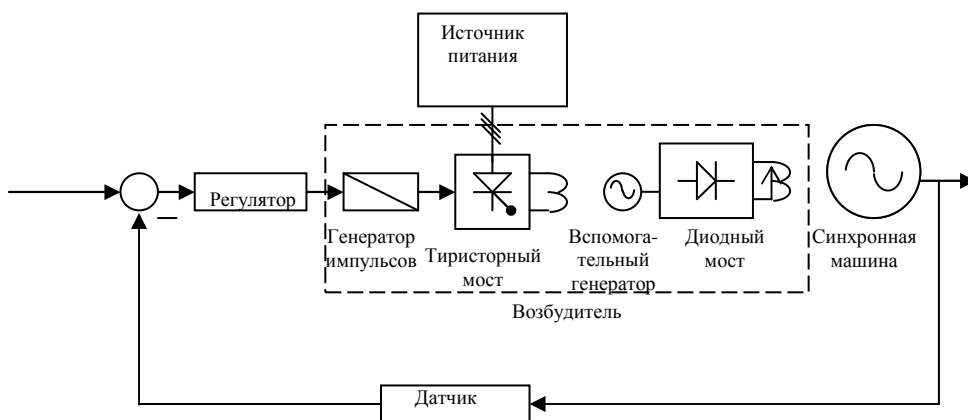 Источник
питания
Регулятор
Генератор
импульсов
Тиристорный
мост
Вспомога-
тельный
генератор
Диодный
мост
Синхронная
машина
Возбудитель
Датчик